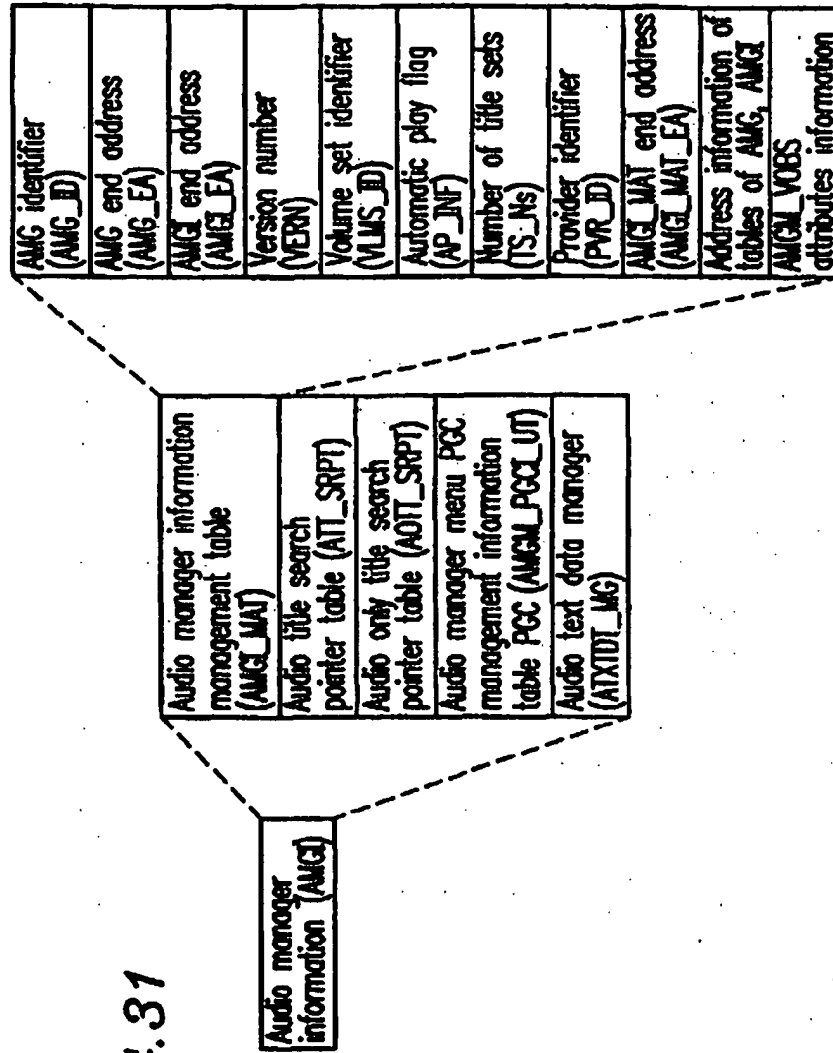 .31
Audio manager
information (AMGI)
Audio manager information
management table
(AMGI_MAT)
Audio title search
pointer table (ATT_SRPT)
Audio only title search
pointer table (AOTT_SRPT)
Audio manager menu PGC
management information
table PGC (AMGM_PGCI_UT)
Audio text data manager
(ATXTDT_MG)
AMG identifier
(AMG_ID)
AMG end address
(AMG_EA)
AMGI end address
(AMGI_EA)
Version number
(VERN)
Volume set identifier
(VLMS_ID)
Automatic play flag
(AP_INF)
Number of title sets
(TS_Ns)
Provider identifier
(PVR_ID)
AMGI_MAT end address
(AMGI_MAT_EA)
Address information of
tables of AMG, AMGI
AMGM_VOBS
attributes information